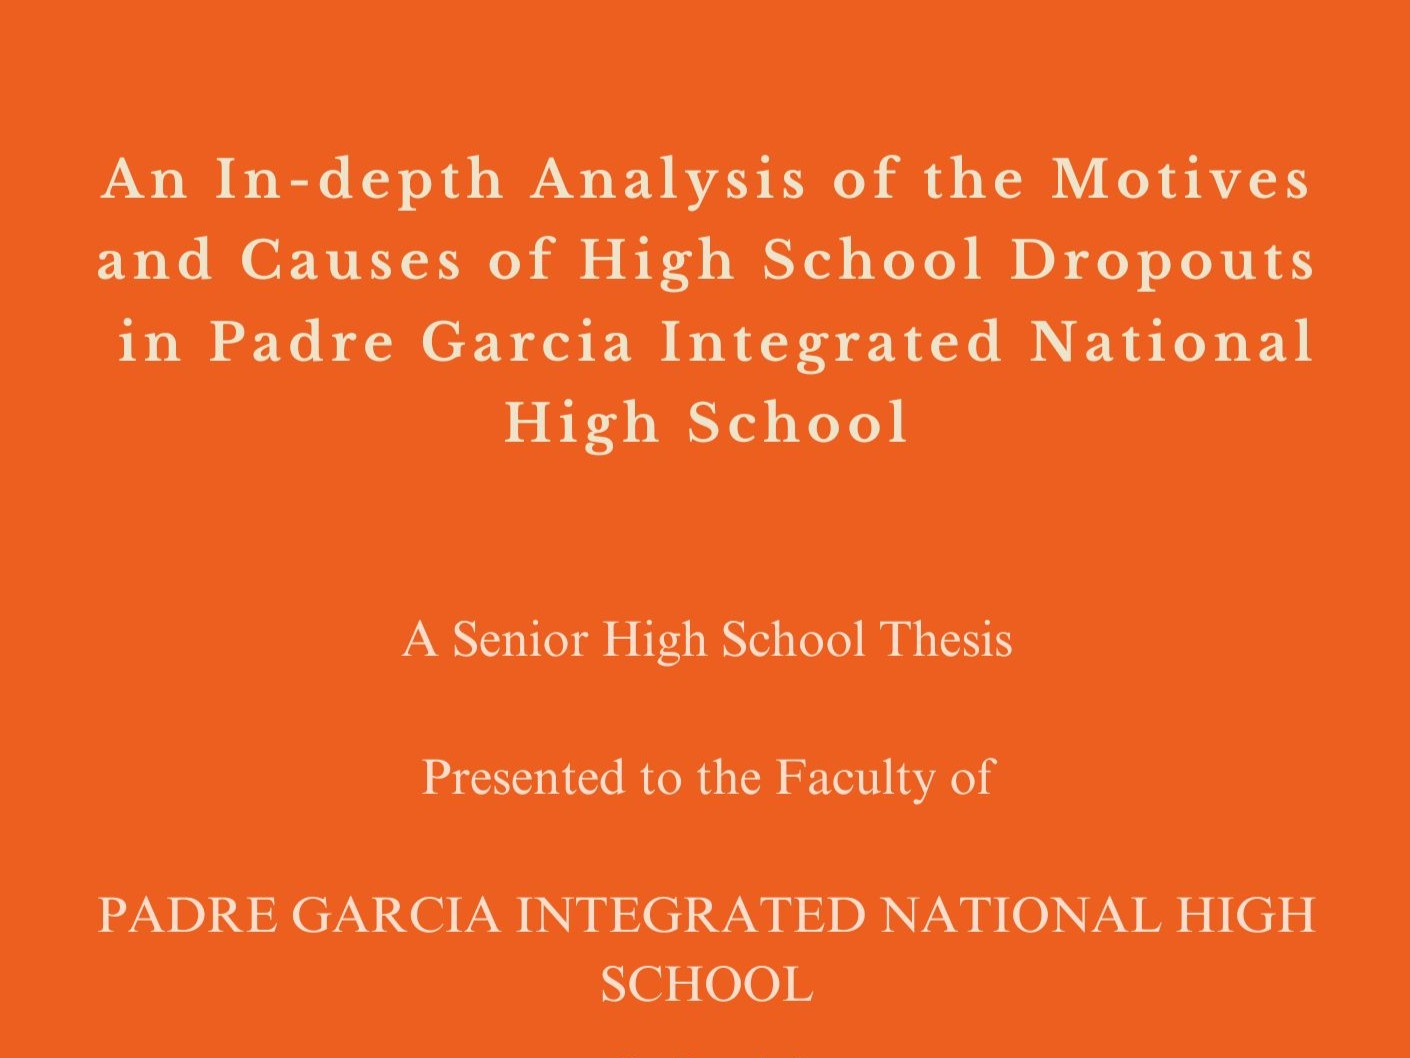 An In-depth Analysis of the Motives
and Causes of High School Dropouts
in Padre Garcia Integrated National
High School
A Senior High School Thesis
Presented to the Faculty of
PADRE GARCIA INTEGRATED NATIONAL HIGH
SCHOOL